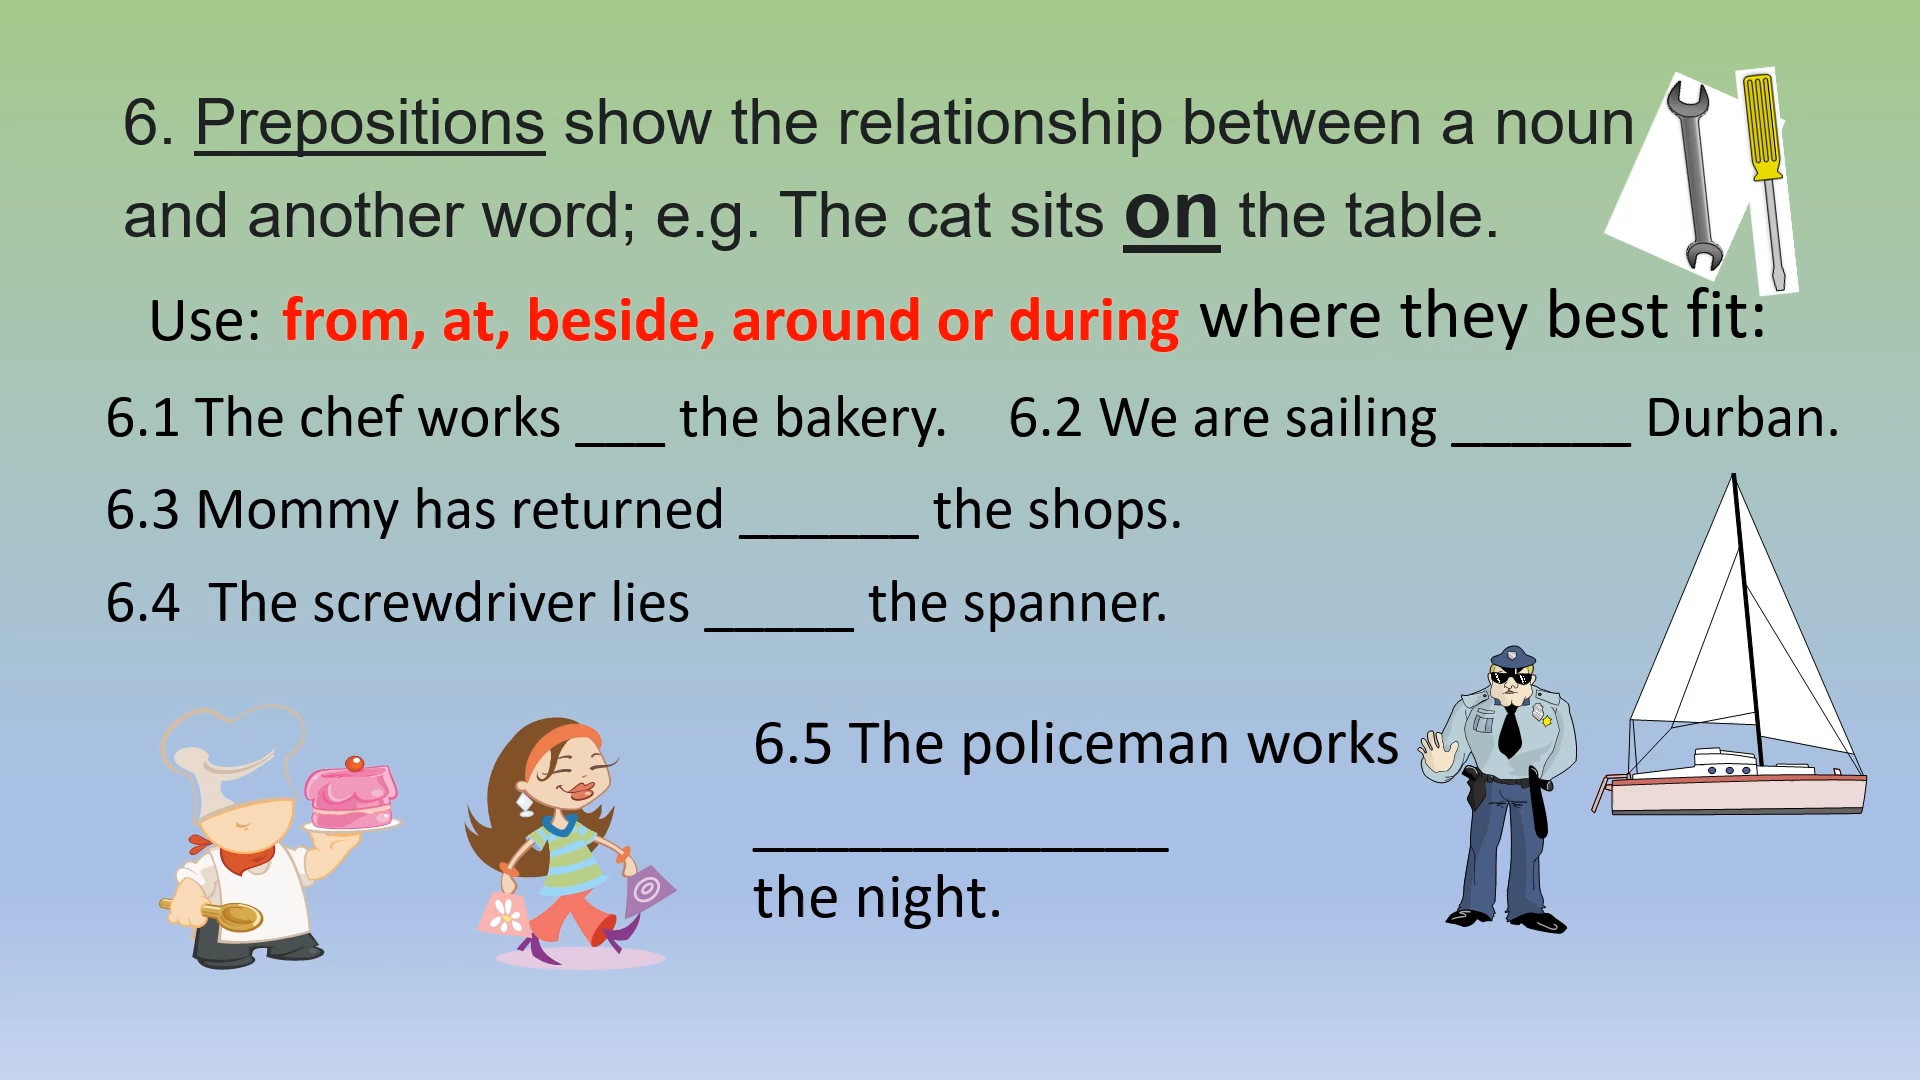 6. Prepositions show the relationship between a noun
and another word; e.g. The cat sits on the table.
Use: from, at, beside, around or during where they best fit:
6.1 The chef works ___ the bakery. 6.2 We are sailing ______ Durban.
6.3 Mommy has returned ______ the shops.
6.4 The screwdriver lies _____ the spanner.
6.5 The policeman works
______________
the night.